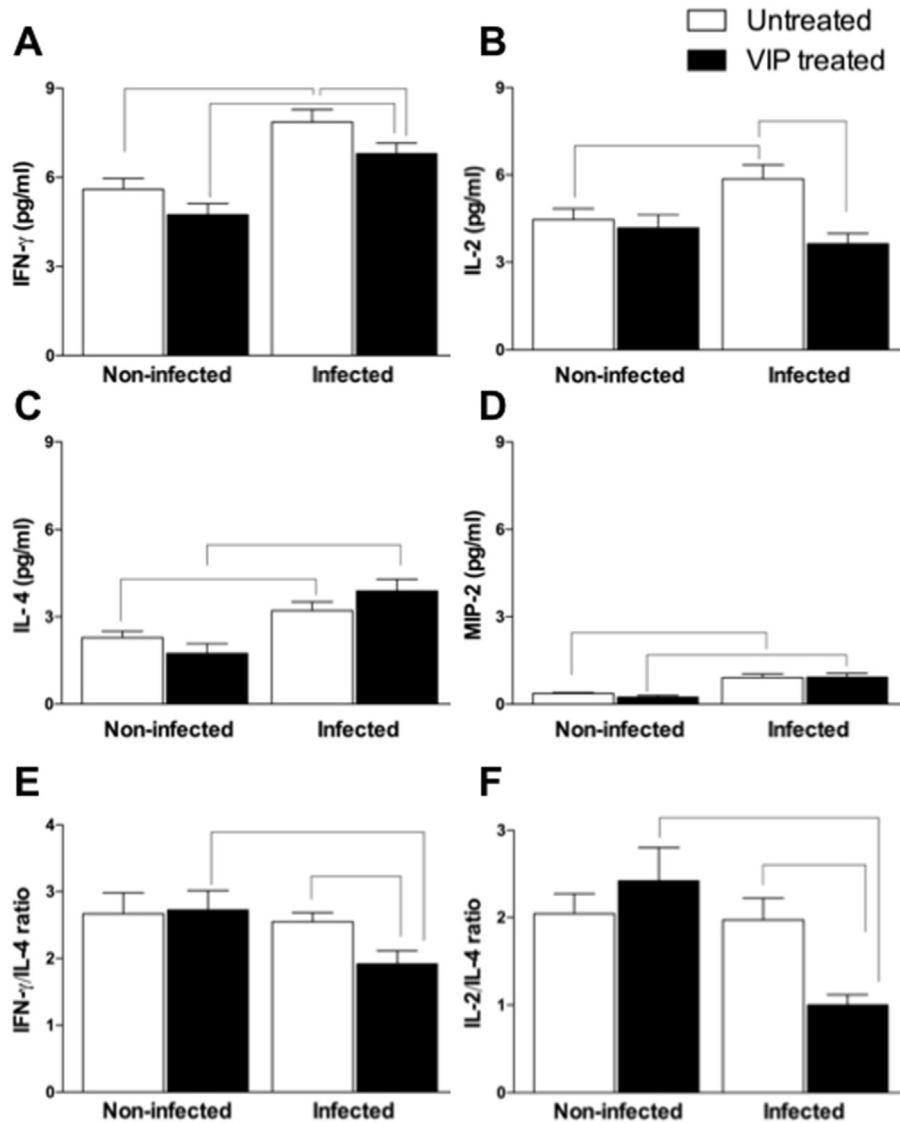 Untreated
VIP treated
A
IFN-γ (pg/ml)
9
6
3
0
Non-infected Infected
B
IL-2 (pg/ml)
9
6
3
0
Non-infected Infected
C
IL- 4 (pg/ml)
9
6
3
0
Non-infected Infected
D
MIP-2 (pg/ml)
9
6
3
0
Non-infected Infected
E
IFN-γ/IL-4 ratio
4
3
2
1
0
Non-infected Infected
F
IL-2/IL-4 ratio
3
2
1
0
Non-infected Infected